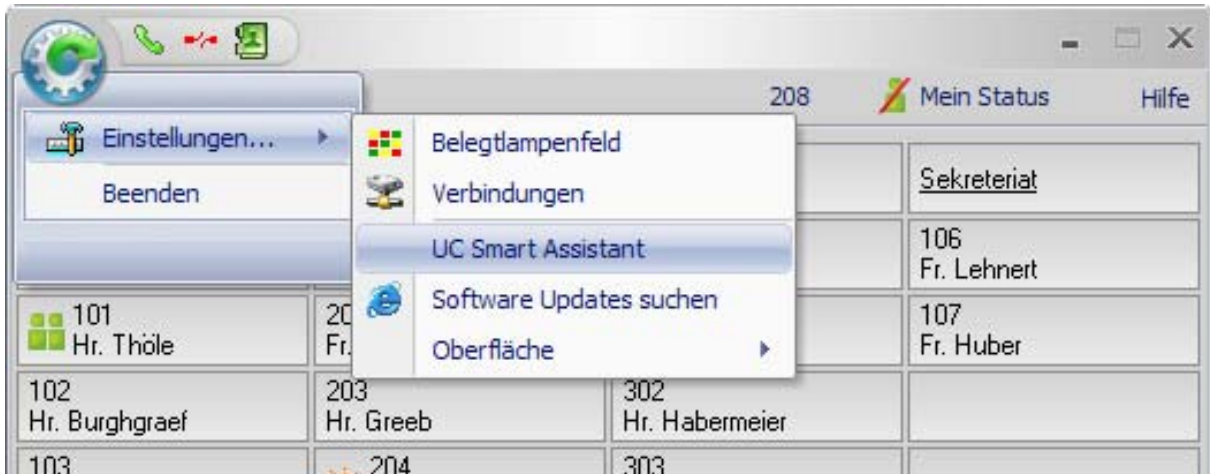 208
Mein Status
Hilfe
Einstellungen...
Beenden
Belegtlampenfeld
Verbindungen
UC Smart Assistant
Software Updates suchen
Oberfläche
Sekreteriat
106
Fr. Lehnert
101
Hr. Thöle
Fr.
107
Fr. Huber
102
Hr. Burghgraef
203
Hr. Greeb
302
Hr. Habermeier
103
204
303